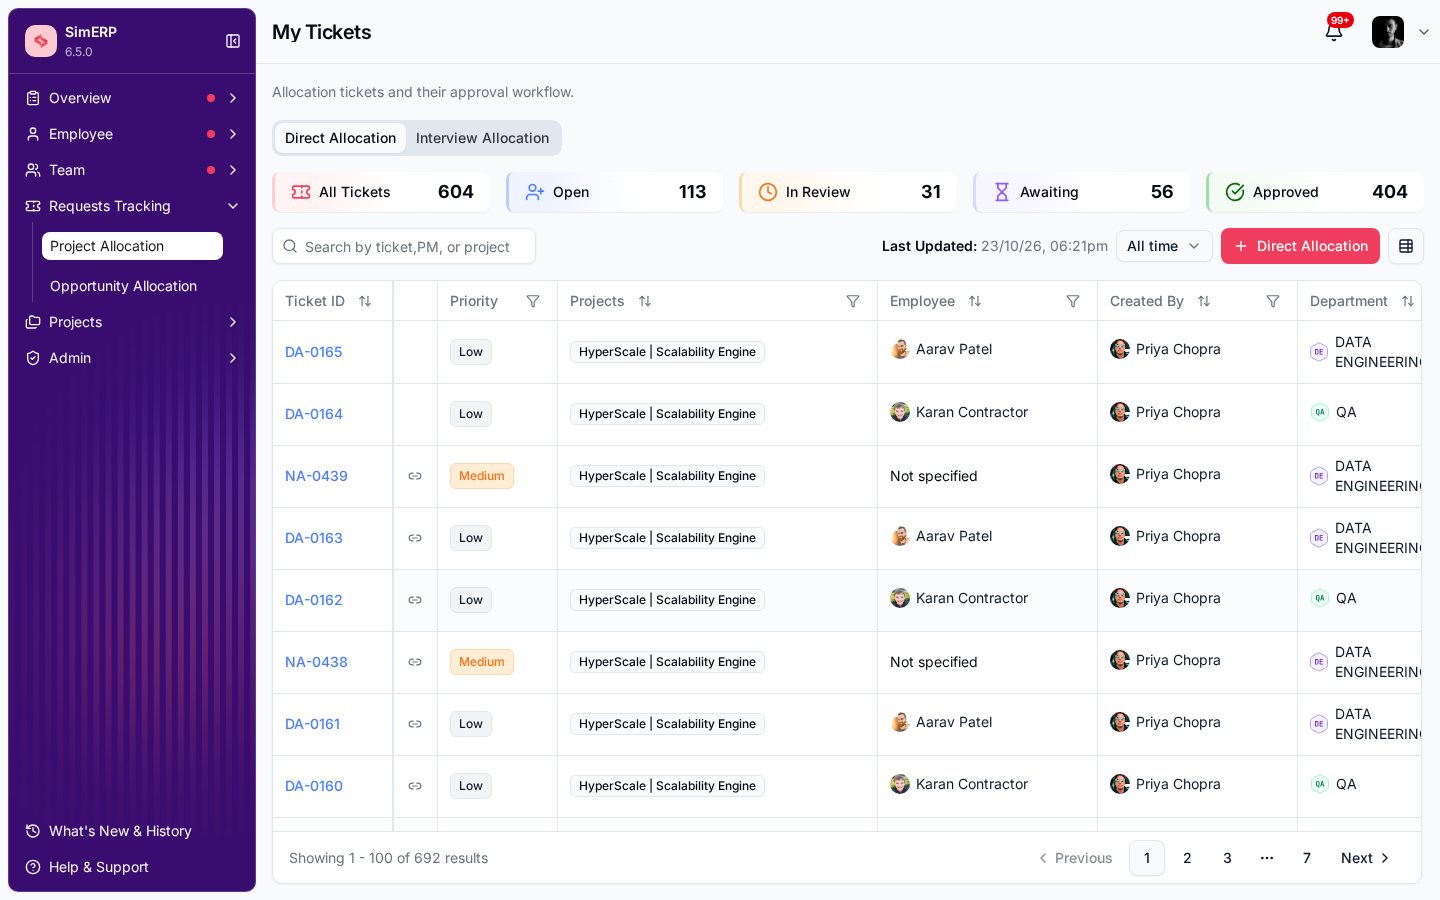 SimERP
6.5.0
Overview
Employee
Team
Requests Tracking
Project Allocation
Opportunity Allocation
Projects
Admin
What's New & History
Help & Support
My Tickets
99+
Allocation tickets and their approval workflow.
Direct Allocation Interview Allocation
All Tickets 604
Open 113
In Review 31
Awaiting 56
Approved 404
Search by ticket,PM, or project
Last Updated: 23/10/26, 06:21pm
All time
Direct Allocation
Ticket ID Priority Projects Employee Created By Department
DA-0165 Low HyperScale | Scalability Engine Aarav Patel Priya Chopra DE DATA
ENGINEERING
DA-0164 Low HyperScale | Scalability Engine Karan Contractor Priya Chopra QA QA
NA-0439 Medium HyperScale | Scalability Engine Not specified Priya Chopra DE DATA
ENGINEERING
DA-0163 Low HyperScale | Scalability Engine Aarav Patel Priya Chopra DE DATA
ENGINEERING
DA-0162 Low HyperScale | Scalability Engine Karan Contractor Priya Chopra QA QA
NA-0438 Medium HyperScale | Scalability Engine Not specified Priya Chopra DE DATA
ENGINEERING
DA-0161 Low HyperScale | Scalability Engine Aarav Patel Priya Chopra DE DATA
ENGINEERING
DA-0160 Low HyperScale | Scalability Engine Karan Contractor Priya Chopra QA QA
Showing 1 - 100 of 692 results
Previous 1 2 3 ··· 7 Next